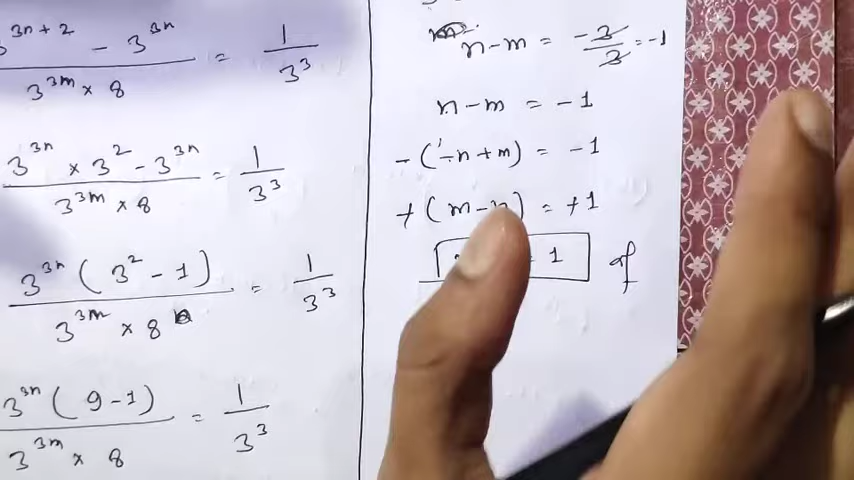 3^{3n+2} - 3^{3n} / 3^{3m} × 8 = 1 / 3^3
3^{3n} × 3^2 - 3^{3n} / 3^{3m} × 8 = 1 / 3^3
3^{3n} ( 3^2 - 1 ) / 3^{3m} × 8 = 1 / 3^3
3^{3n} ( 9 - 1 ) / 3^{3m} × 8 = 1 / 3^3
n - m = -3 / 3 = -1
n - m = -1
- ( -n + m ) = -1
+ ( m - n ) = +1
= 1